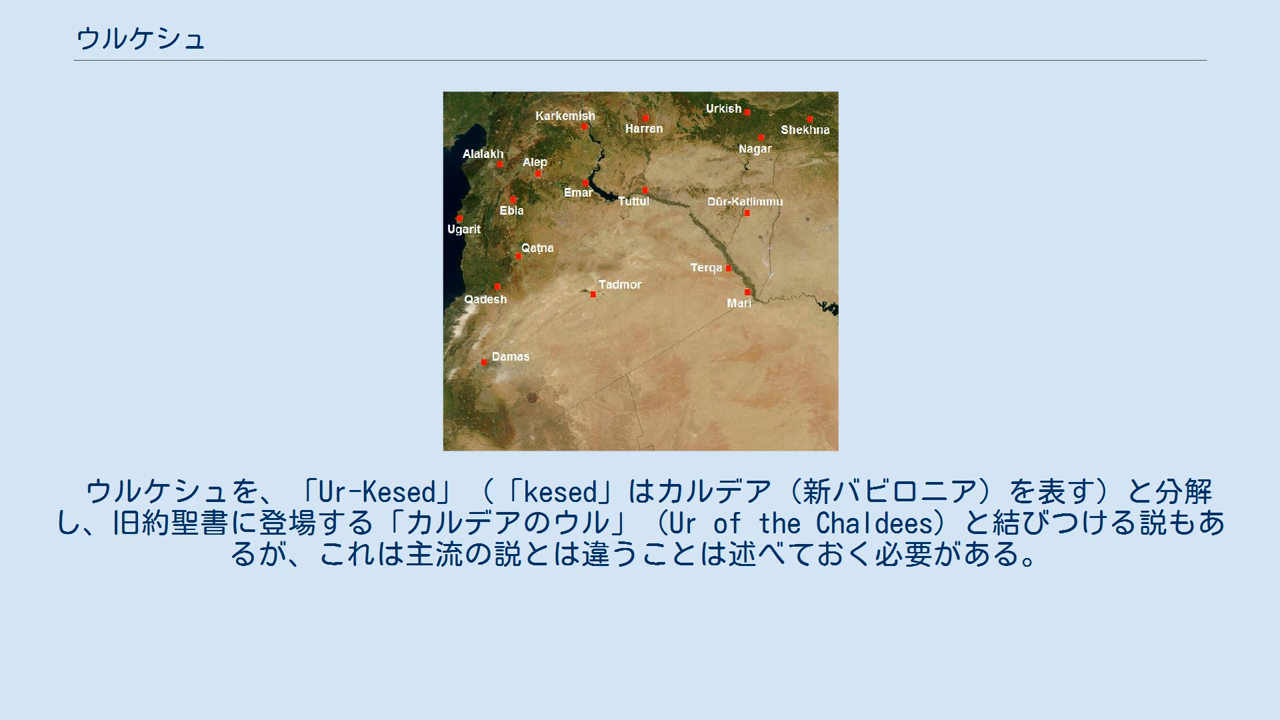 ウルケシュ
Karkemish
Harran
Urkish
Shekhna
Nagar
Alalakh
Alep
Emar
Tuttul
Dūr-Katlimmu
Ebla
Ugarit
Qatna
Terqa
Qadesh
Tadmor
Mari
Damas
ウルケシュを、「Ur-Kesed」（「kesed」はカルデア（新バビロニア）を表す）と分解
し、旧約聖書に登場する「カルデアのウル」（Ur of the Chaldees）と結びつける説もあ
るが、これは主流の説とは違うことは述べておく必要がある。